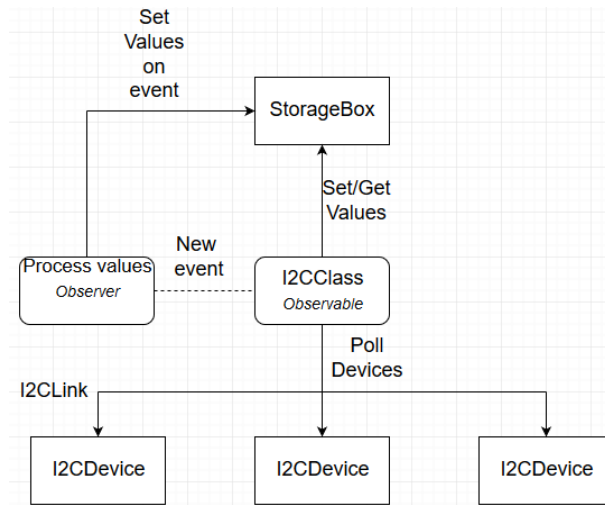 Set
Values
on
event
StorageBox
Set/Get
Values
New
event
Process values
Observer
I2CClass
Observable
Poll
Devices
I2CLink
I2CDevice
I2CDevice
I2CDevice